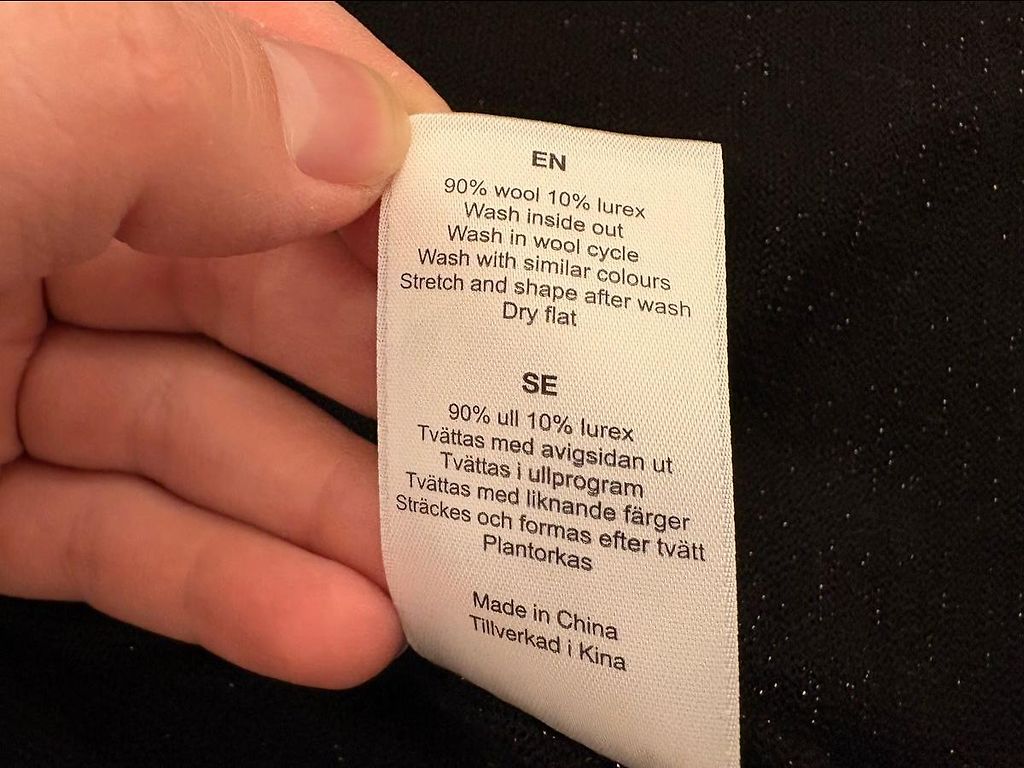 EN
90% wool 10% lurex
Wash inside out
Wash in wool cycle
Wash with similar colours
Stretch and shape after wash
Dry flat
SE
90% ull 10% lurex
Tvättas med avigsidan ut
Tvättas i ullprogram
Tvättas med liknande färger
Sträckes och formas efter tvätt
Plantorkas
Made in China
Tillverkad i Kina